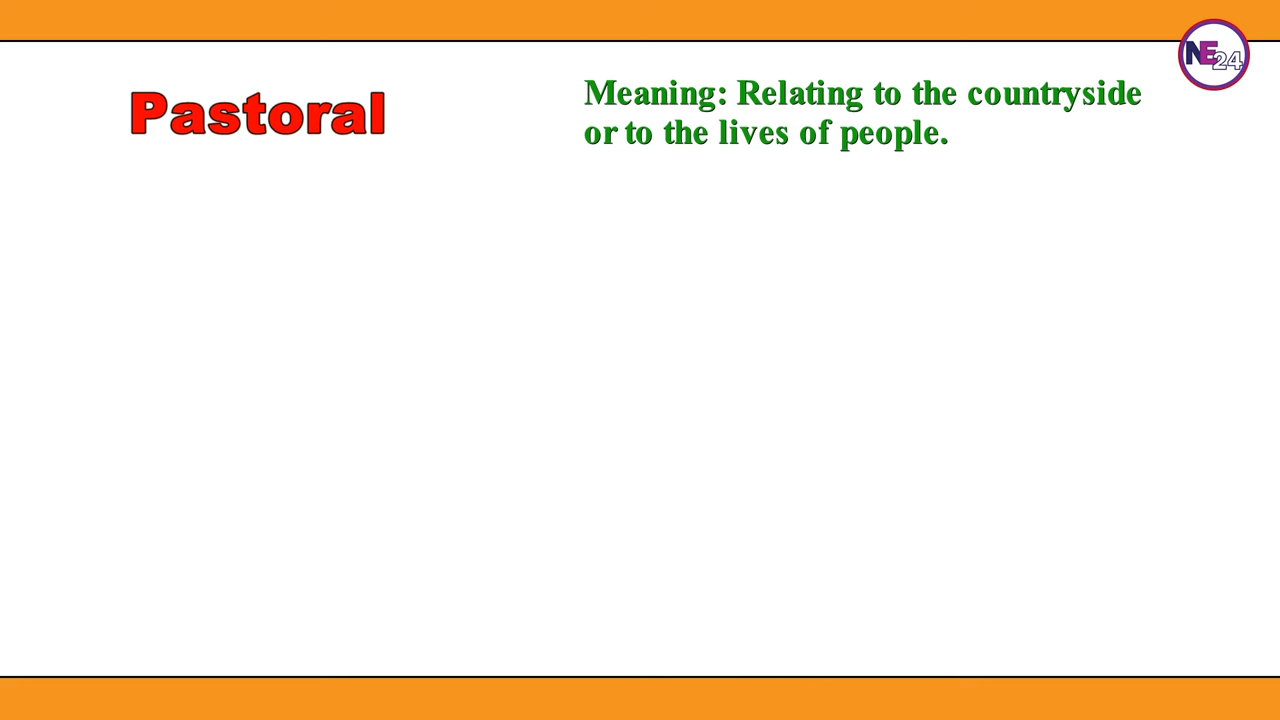 Pastoral
Meaning: Relating to the countryside
or to the lives of people.
NE24